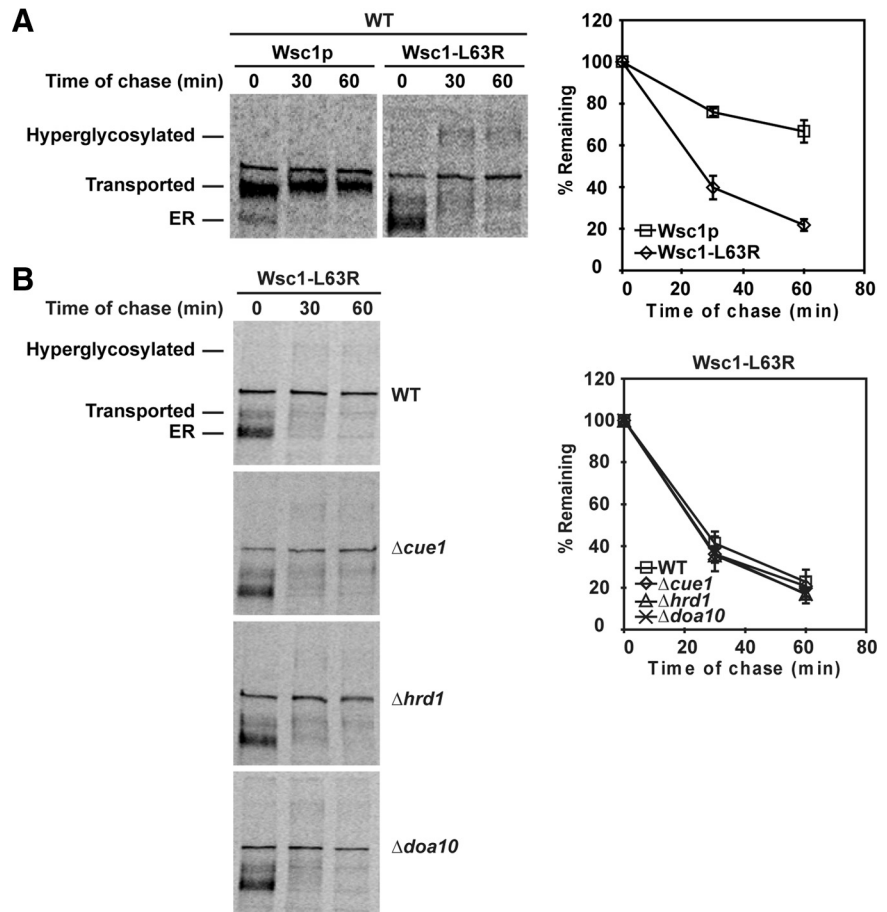 A
WT
Wsc1p Wsc1-L63R
Time of chase (min) 0 30 60 0 30 60
Hyperglycosylated
Transported
ER
120
100
80
60
40
20
0
% Remaining
Wsc1p
Wsc1-L63R
0 20 40 60 80
Time of chase (min)
B
Wsc1-L63R
Time of chase (min) 0 30 60
Hyperglycosylated
WT
Transported
ER
Δcue1
Δhrd1
Δdoa10
Wsc1-L63R
120
100
80
60
40
20
0
% Remaining
WT
Δcue1
Δhrd1
Δdoa10
0 20 40 60 80
Time of chase (min)